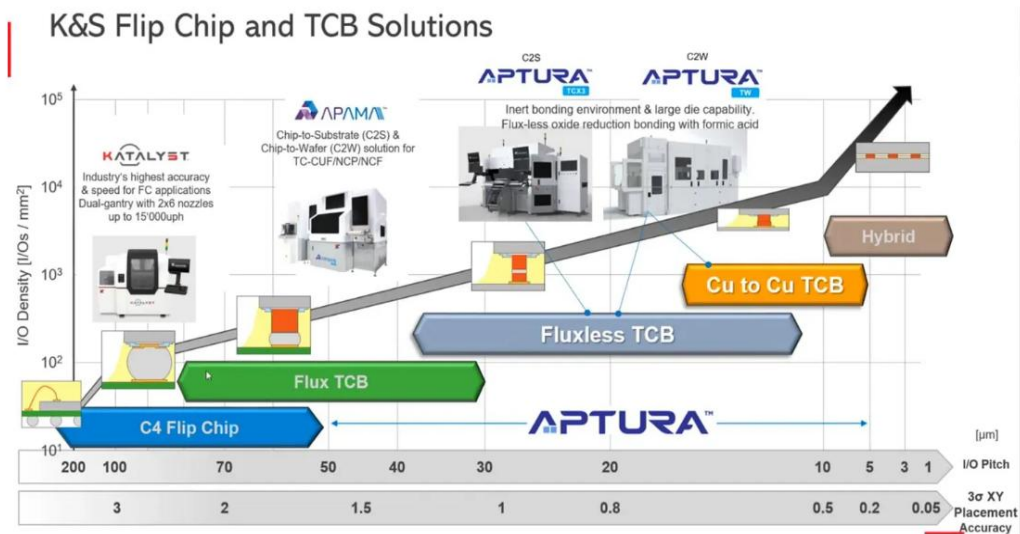 K&S Flip Chip and TCB Solutions
C2S
APTURA™
TCX3
C2W
APTURA™
TW
Inert bonding environment & large die capability.
Flux-less oxide reduction bonding with formic acid
APAMA™
Chip-to-Substrate (C2S) &
Chip-to-Wafer (C2W) solution for
TC-CUF/NCP/NCF
KATALYST™
Industry's highest accuracy
& speed for FC applications
Dual-gantry with 2x6 nozzles
up to 15'000uph
KATALYST
I/O Density [I/Os / mm²]
10⁵
10⁴
10³
10²
10¹
Hybrid
Cu to Cu TCB
Fluxless TCB
Flux TCB
C4 Flip Chip
APTURA™
[µm]
200 100 70 50 40 30 20 10 5 3 1 I/O Pitch
3 2 1.5 1 0.8 0.5 0.2 0.05 3σ XY
Placement
Accuracy